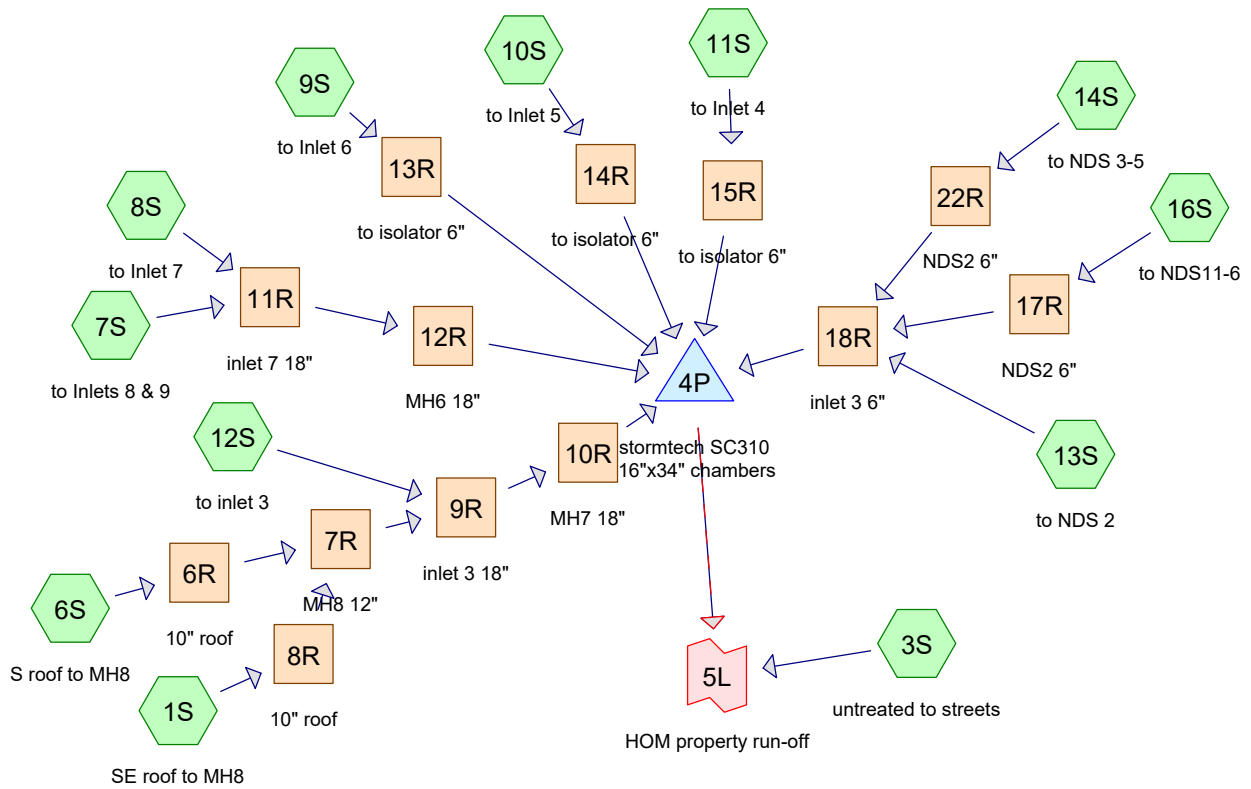 9S
to Inlet 6
10S
to Inlet 5
11S
to Inlet 4
14S
to NDS 3-5
8S
to Inlet 7
13R
to isolator 6"
14R
to isolator 6"
15R
to isolator 6"
22R
NDS2 6"
16S
to NDS11-6
7S
to Inlets 8 & 9
11R
inlet 7 18"
12R
MH6 18"
4P
stormtech SC310
16"x34" chambers
18R
inlet 3 6"
17R
NDS2 6"
12S
to inlet 3
10R
MH7 18"
13S
to NDS 2
9R
inlet 3 18"
7R
MH8 12"
6R
10" roof
6S
S roof to MH8
8R
10" roof
1S
SE roof to MH8
5L
HOM property run-off
3S
untreated to streets